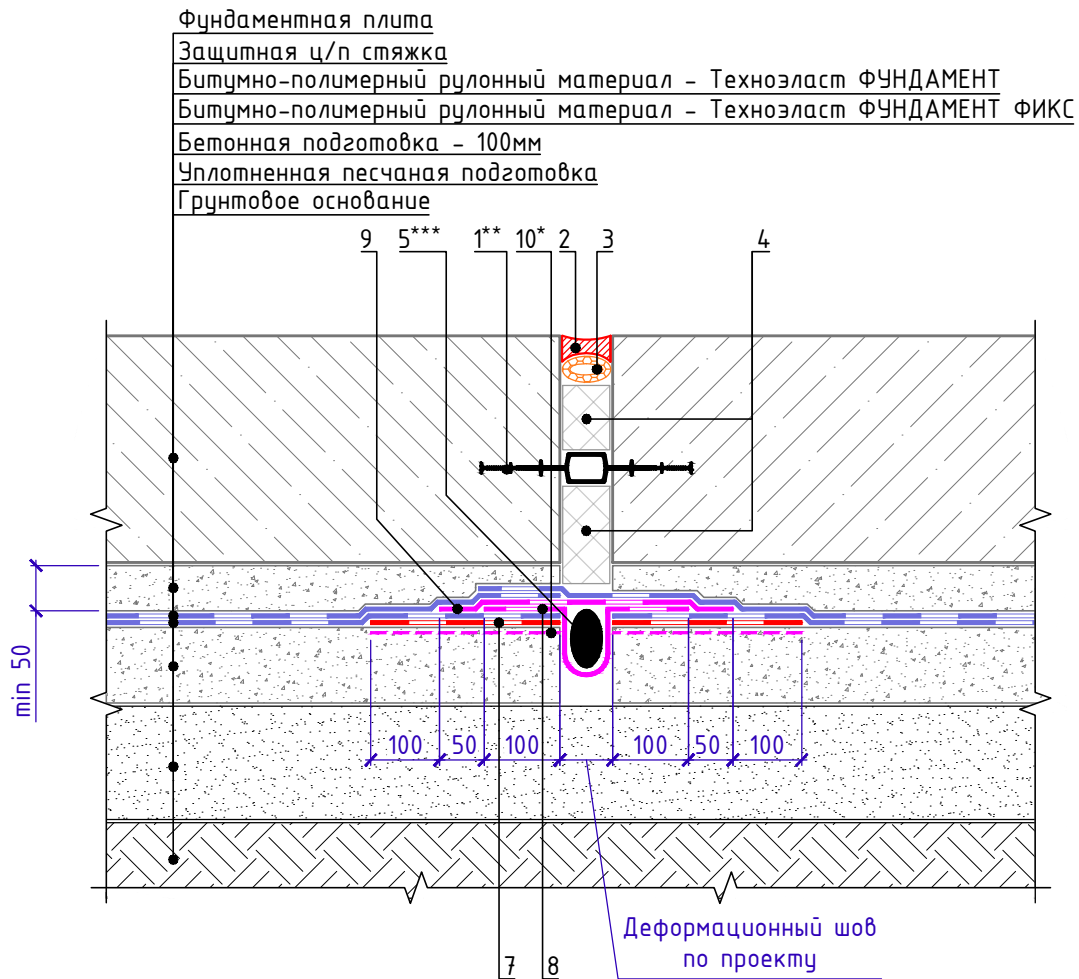 Фундаментная плита
Защитная ц/п стяжка
Битумно-полимерный рулонный материал - Техноэласт ФУНДАМЕНТ
Битумно-полимерный рулонный материал - Техноэласт ФУНДАМЕНТ ФИКС
Бетонная подготовка - 100мм
Уплотненная песчаная подготовка
Грунтовое основание
9 5*** 1** 10* 2 3 4
min 50
100 50 100 100 50 100
Деформационный шов
по проекту
7 8